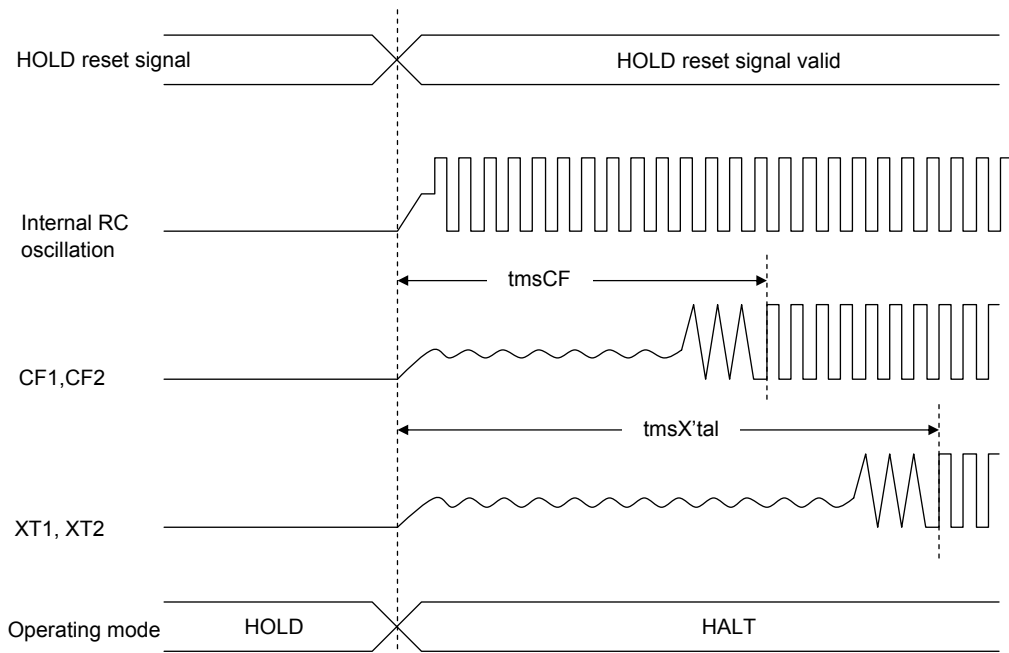 HOLD reset signal
HOLD reset signal valid
Internal RC
oscillation
tmsCF
CF1,CF2
tmsX’tal
XT1, XT2
Operating mode
HOLD
HALT